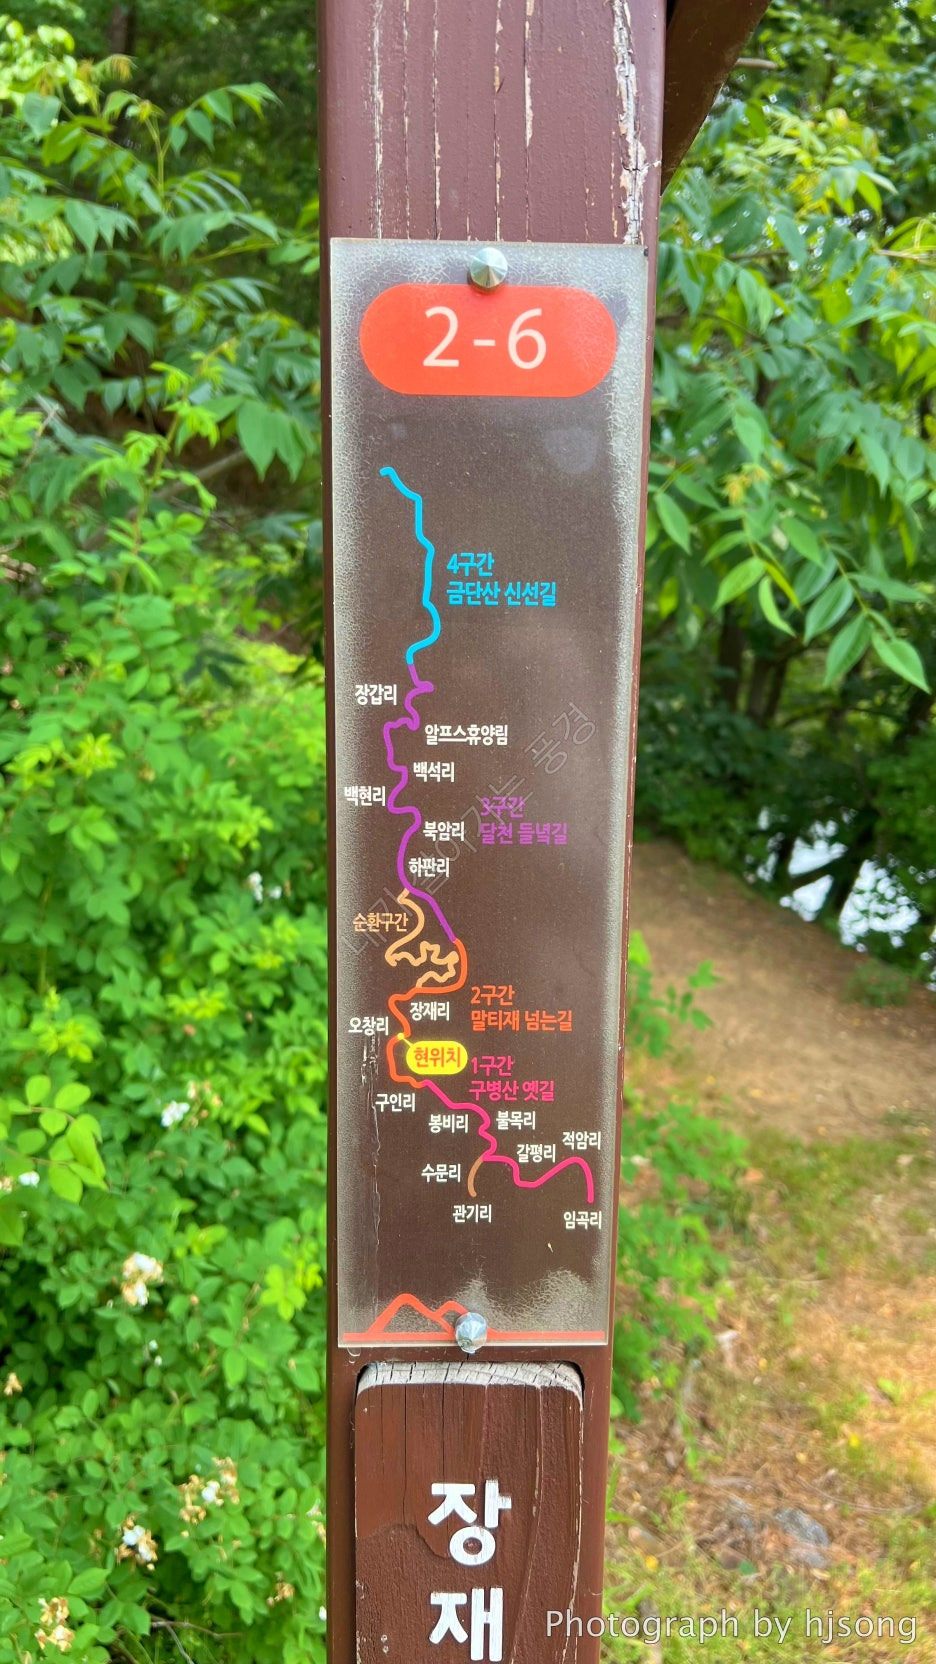 2-6
4구간
금단산 신선길
장갑리
알프스휴양림
백석리
백현리
3구간
달천 들녘길
북암리
하판리
순환구간
2구간
말티재 넘는길
장재리
오창리
현위치
1구간
구병산 옛길
구인리
봉비리
불목리
적암리
갈평리
수문리
관기리
임곡리
장
재
Photograph by hjsong